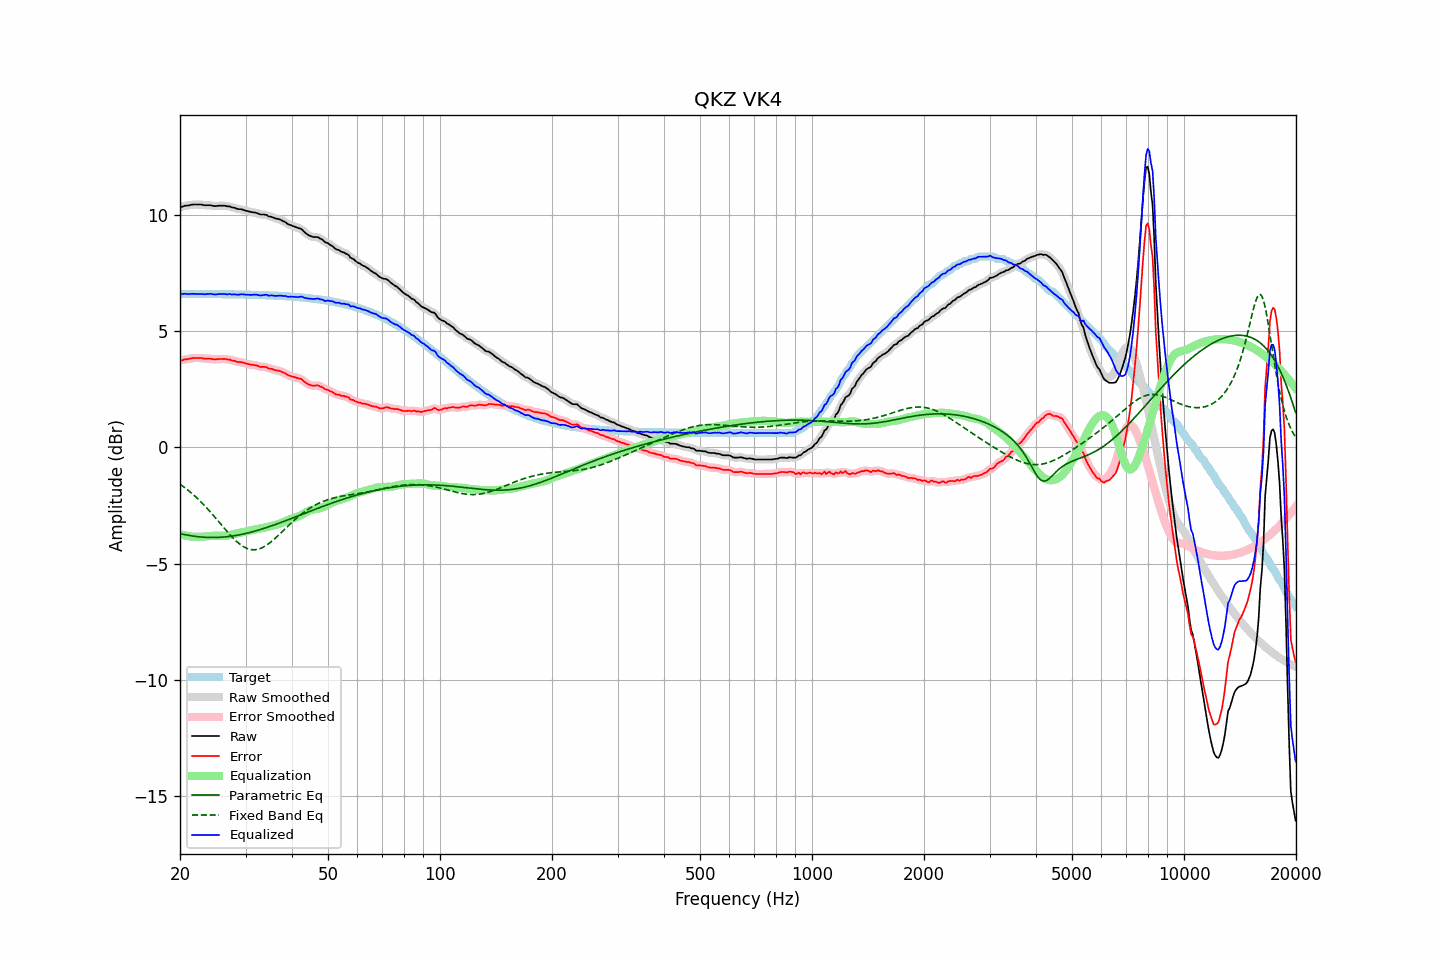 QKZ VK4
Amplitude (dBr)
10
5
0
−5
−10
−15
Target
Raw Smoothed
Error Smoothed
Raw
Error
Equalization
Parametric Eq
Fixed Band Eq
Equalized
20 50 100 200 500 1000 2000 5000 10000 20000
Frequency (Hz)